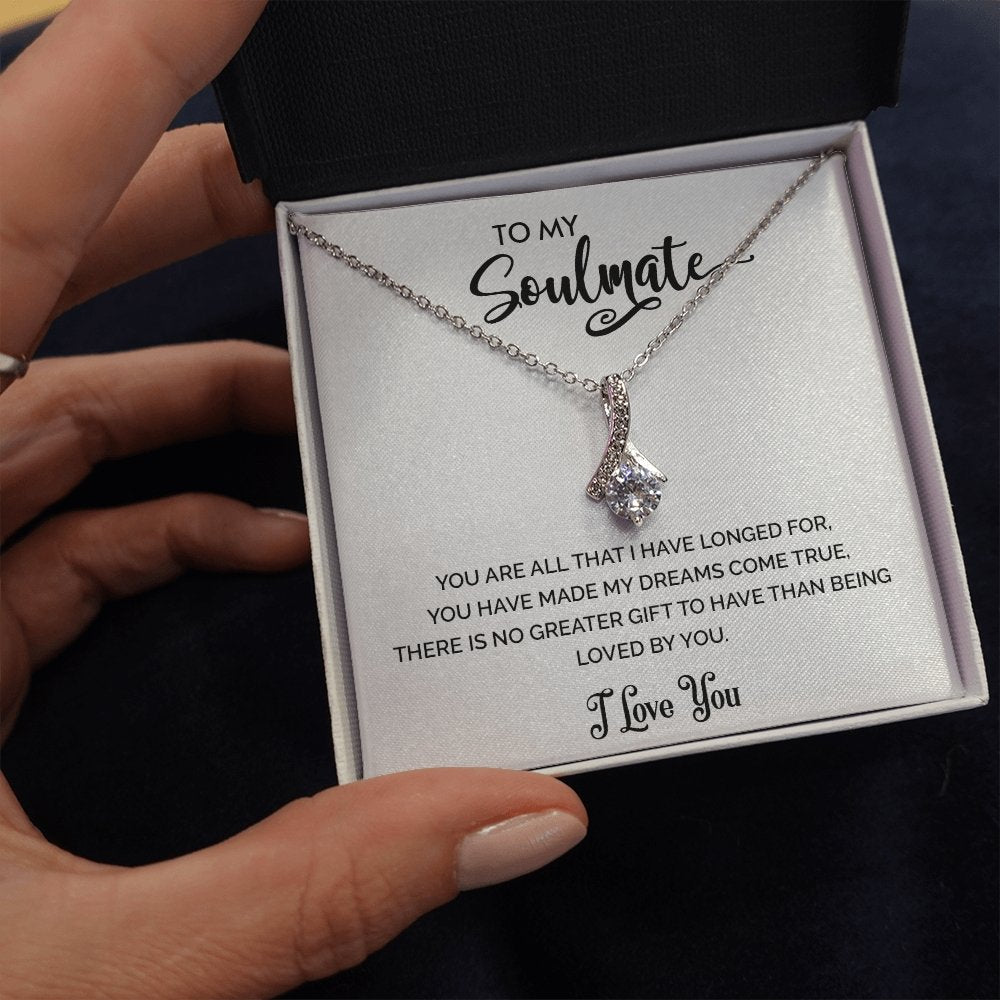 TO MY
Soulmate
YOU ARE ALL THAT I HAVE LONGED FOR,
YOU HAVE MADE MY DREAMS COME TRUE,
THERE IS NO GREATER GIFT TO HAVE THAN BEING
LOVED BY YOU.
I Love You